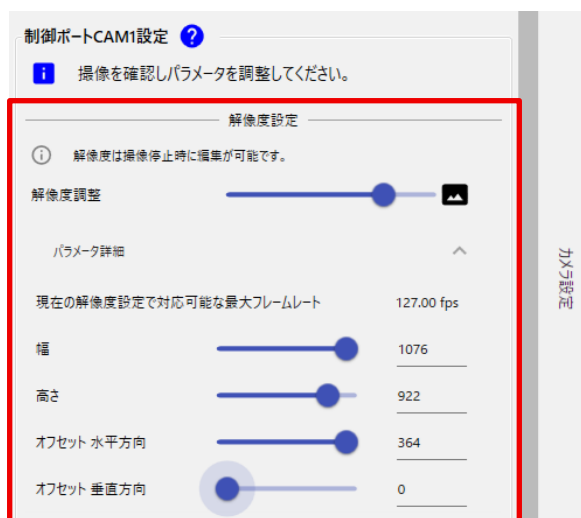 制御ポートCAM1設定 ?
i 撮像を確認しパラメータを調整してください。
解像度設定
i 解像度は撮像停止時に編集が可能です。
解像度調整
パラメータ詳細
現在の解像度設定で対応可能な最大フレームレート 127.00 fps
幅 1076
高さ 922
オフセット 水平方向 364
オフセット 垂直方向 0
カメラ設定